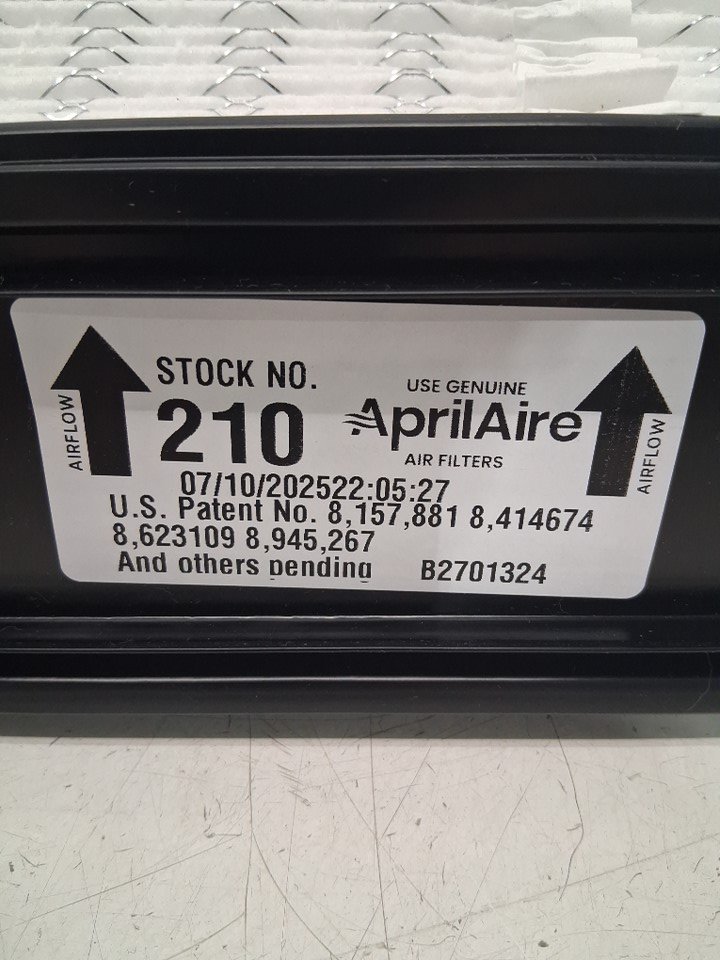 AIRFLOW
STOCK NO.
210
USE GENUINE
AprilAire
AIR FILTERS
AIRFLOW
07/10/202522:05:27
U.S. Patent No. 8,157,881 8,414674
8,623109 8,945,267
And others pending B2701324